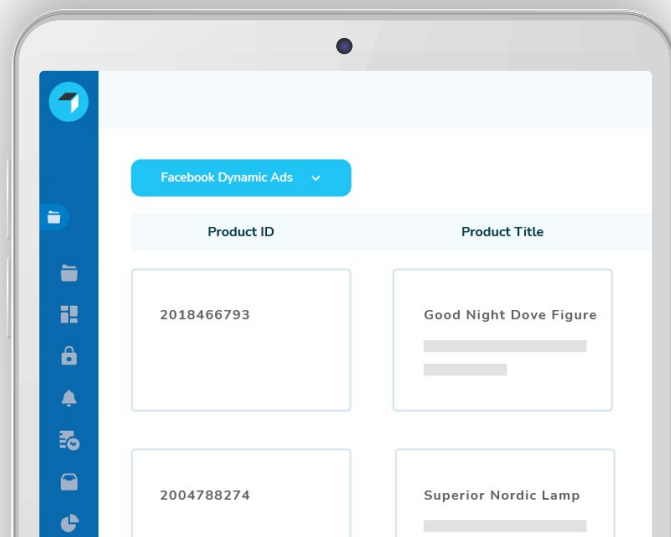 Facebook Dynamic Ads
Product ID
Product Title
2018466793
Good Night Dove Figure
2004788274
Superior Nordic Lamp